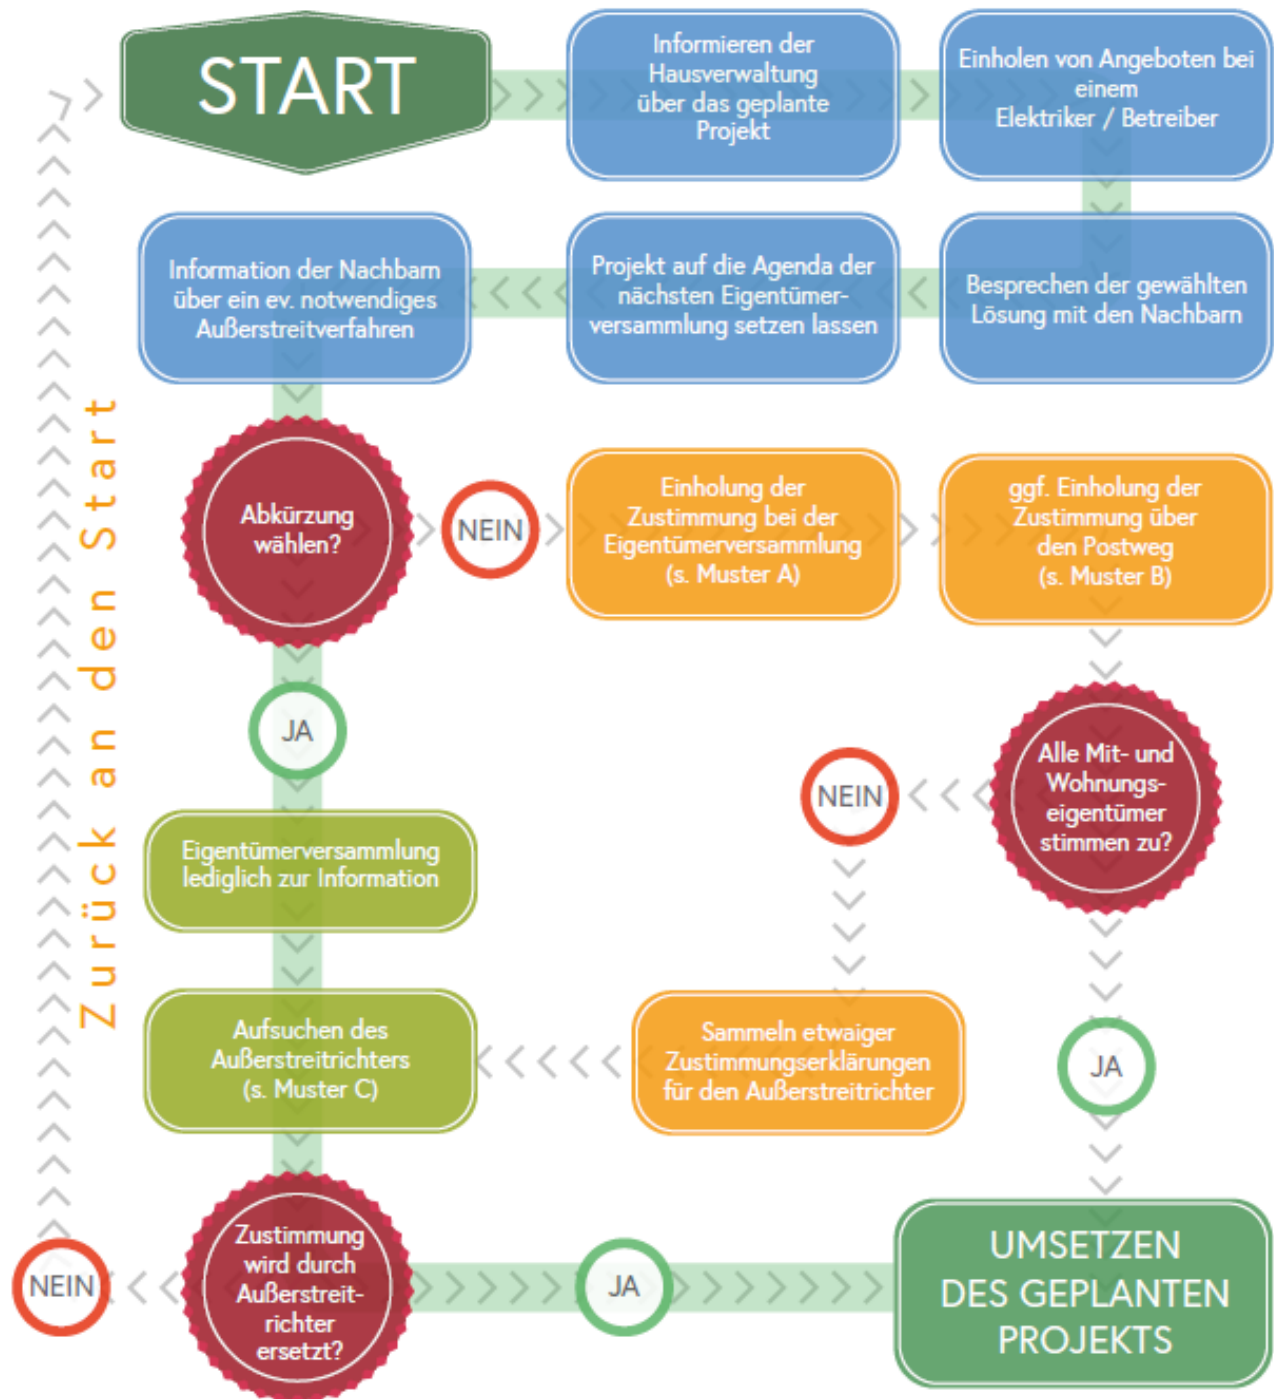 START
Informieren der
Hausverwaltung
über das geplante
Projekt
Einholen von Angeboten bei
einem
Elektriker / Betreiber
Information der Nachbarn
über ein ev. notwendiges
Außerstreitverfahren
Projekt auf die Agenda der
nächsten Eigentümer-
versammlung setzen lassen
Besprechen der gewählten
Lösung mit den Nachbarn
Zurück an den Start
Abkürzung
wählen?
NEIN
Einholung der
Zustimmung bei der
Eigentümerversammlung
(s. Muster A)
ggf. Einholung der
Zustimmung über
den Postweg
(s. Muster B)
JA
NEIN
Alle Mit- und
Wohnungs-
eigentümer
stimmen zu?
Eigentümerversammlung
lediglich zur Information
Aufsuchen des
Außerstreitrichters
(s. Muster C)
Sammeln etwaiger
Zustimmungserklärungen
für den Außerstreitrichter
JA
NEIN
Zustimmung
wird durch
Außerstreit-
richter
ersetzt?
JA
UMSETZEN
DES GEPLANTEN
PROJEKTS